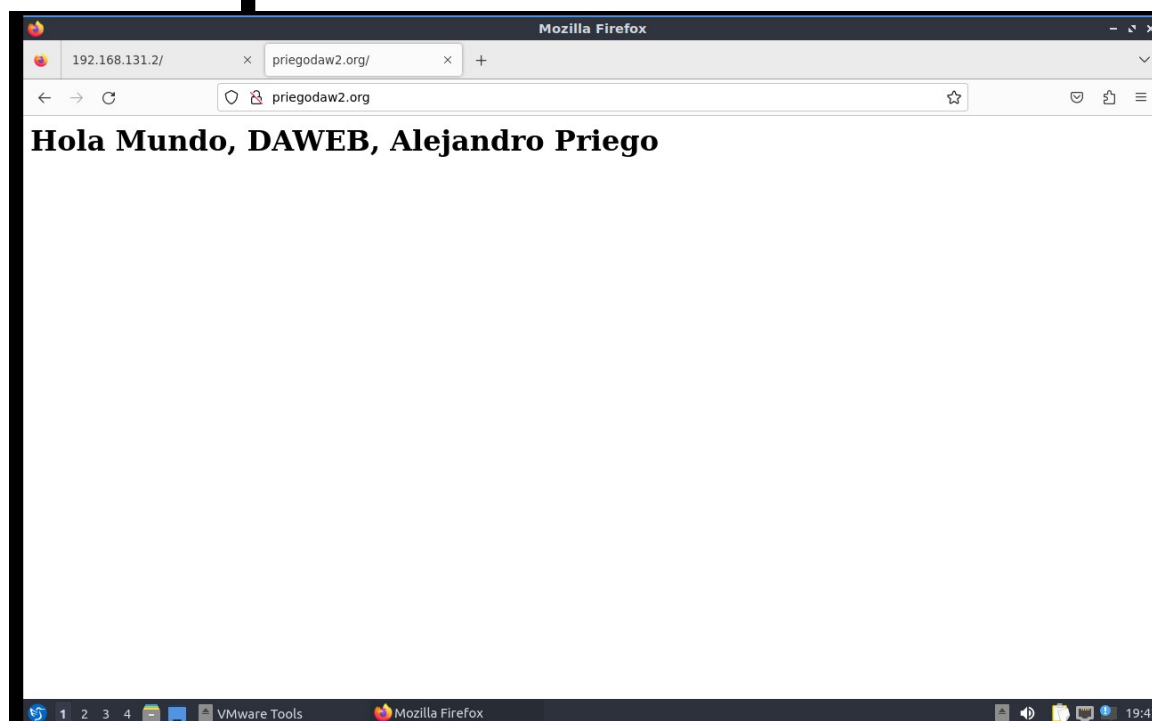 Mozilla Firefox
192.168.131.2/
priegodaw2.org/
priegodaw2.org
Hola Mundo, DAWEB, Alejandro Priego
1 2 3 4 VMware Tools Mozilla Firefox